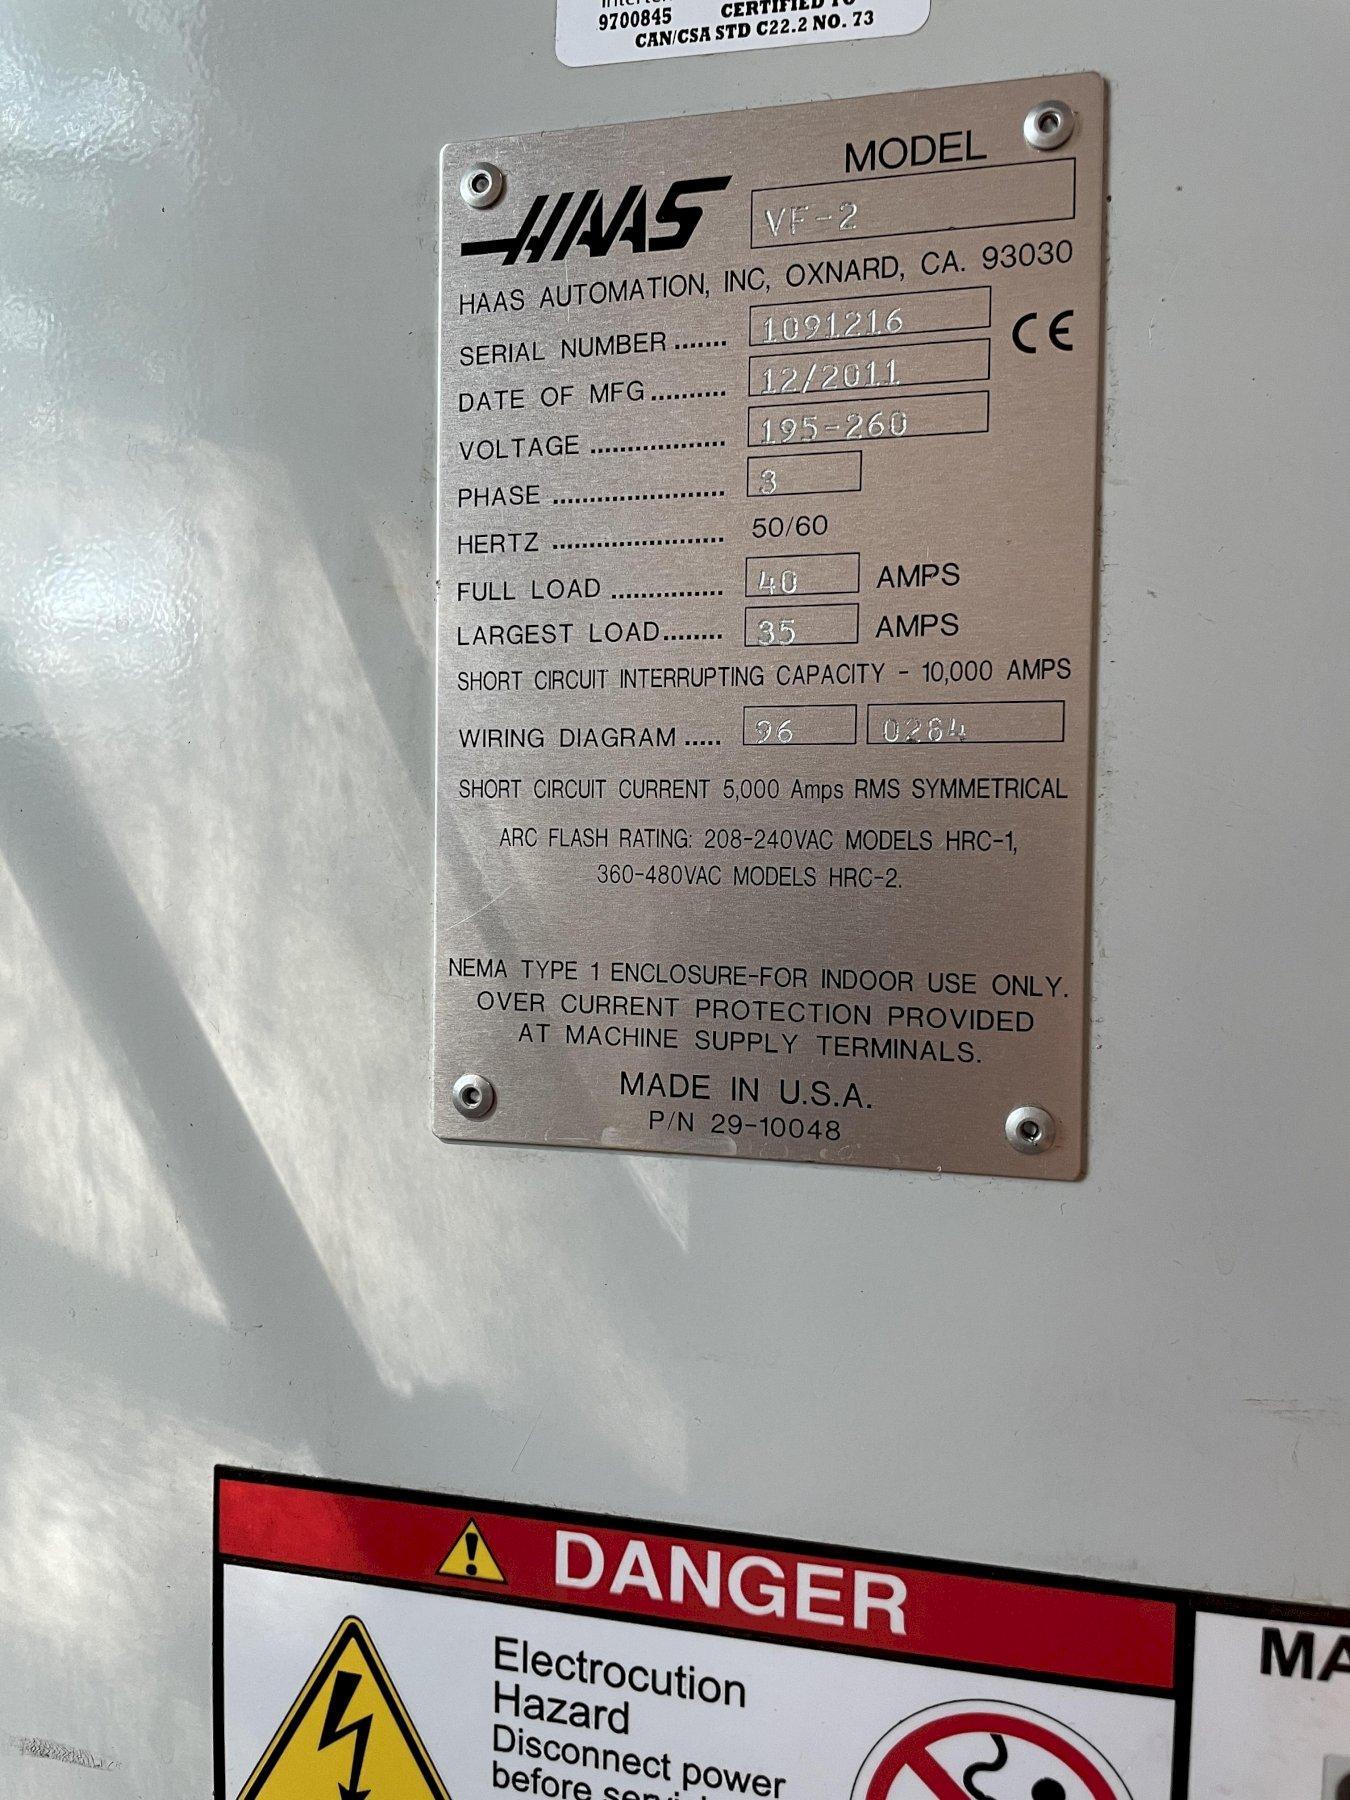 9700845 CERTIFIED TO
CAN/CSA STD C22.2 NO. 73
HAAS
MODEL
VF-2
HAAS AUTOMATION, INC, OXNARD, CA. 93030
SERIAL NUMBER ....... 1091216
CE
DATE OF MFG .......... 12/2011
VOLTAGE .................. 195-260
PHASE ....................... 3
HERTZ ....................... 50/60
FULL LOAD ............... 40 AMPS
LARGEST LOAD........ 35 AMPS
SHORT CIRCUIT INTERRUPTING CAPACITY - 10,000 AMPS
WIRING DIAGRAM ..... 96 0284
SHORT CIRCUIT CURRENT 5,000 Amps RMS SYMMETRICAL
ARC FLASH RATING: 208-240VAC MODELS HRC-1,
360-480VAC MODELS HRC-2.
NEMA TYPE 1 ENCLOSURE-FOR INDOOR USE ONLY.
OVER CURRENT PROTECTION PROVIDED
AT MACHINE SUPPLY TERMINALS.
MADE IN U.S.A.
P/N 29-10048
DANGER
Electrocution
Hazard
Disconnect power
before
MA